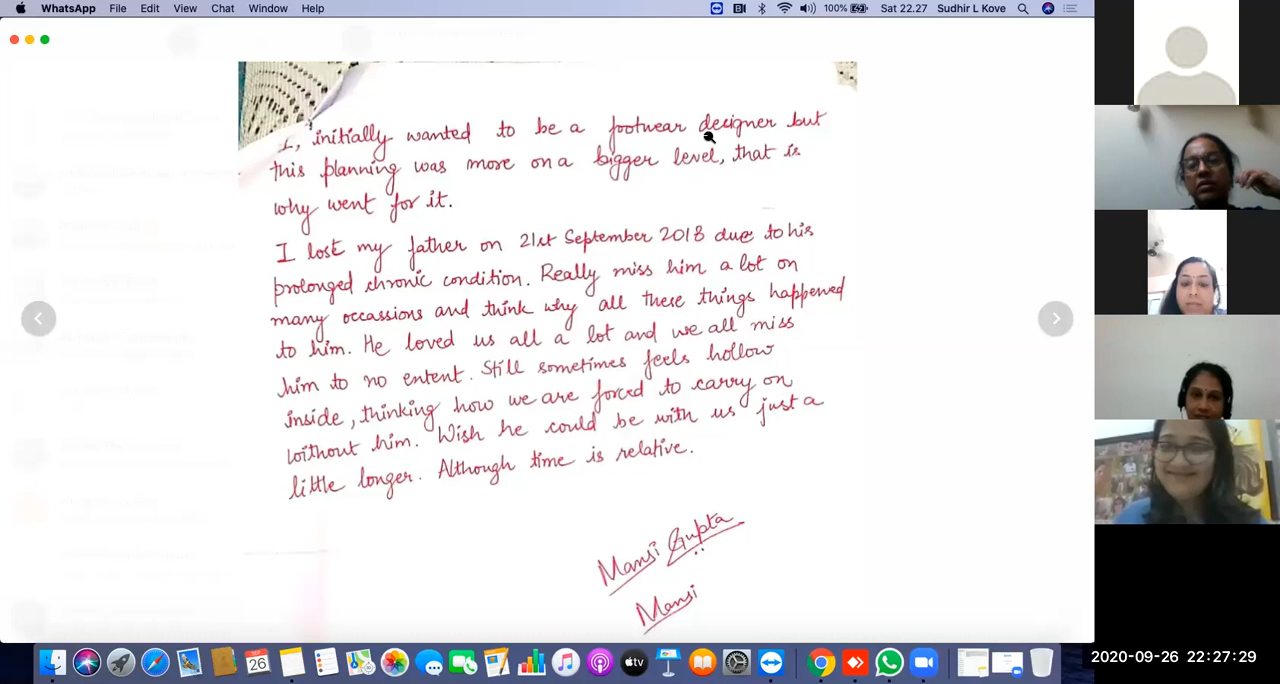 WhatsApp File Edit View Chat Window Help 100% Sat 22.27 Sudhir L Kove
I, initially wanted to be a footwear designer but
this planning was more on a bigger level, that is
why went for it.
I lost my father on 21st September 2018 due to his
prolonged chronic condition. Really miss him a lot on
many occassions and think why all these things happened
to him. He loved us all a lot and we all miss
him to no entent. Still sometimes feels hollow
inside, thinking how we are forced to carry on
without him. Wish he could be with us just a
little longer. Although time is relative.
Mansi Gupta
Mansi
SEP
26
tv
2020-09-26 22:27:29